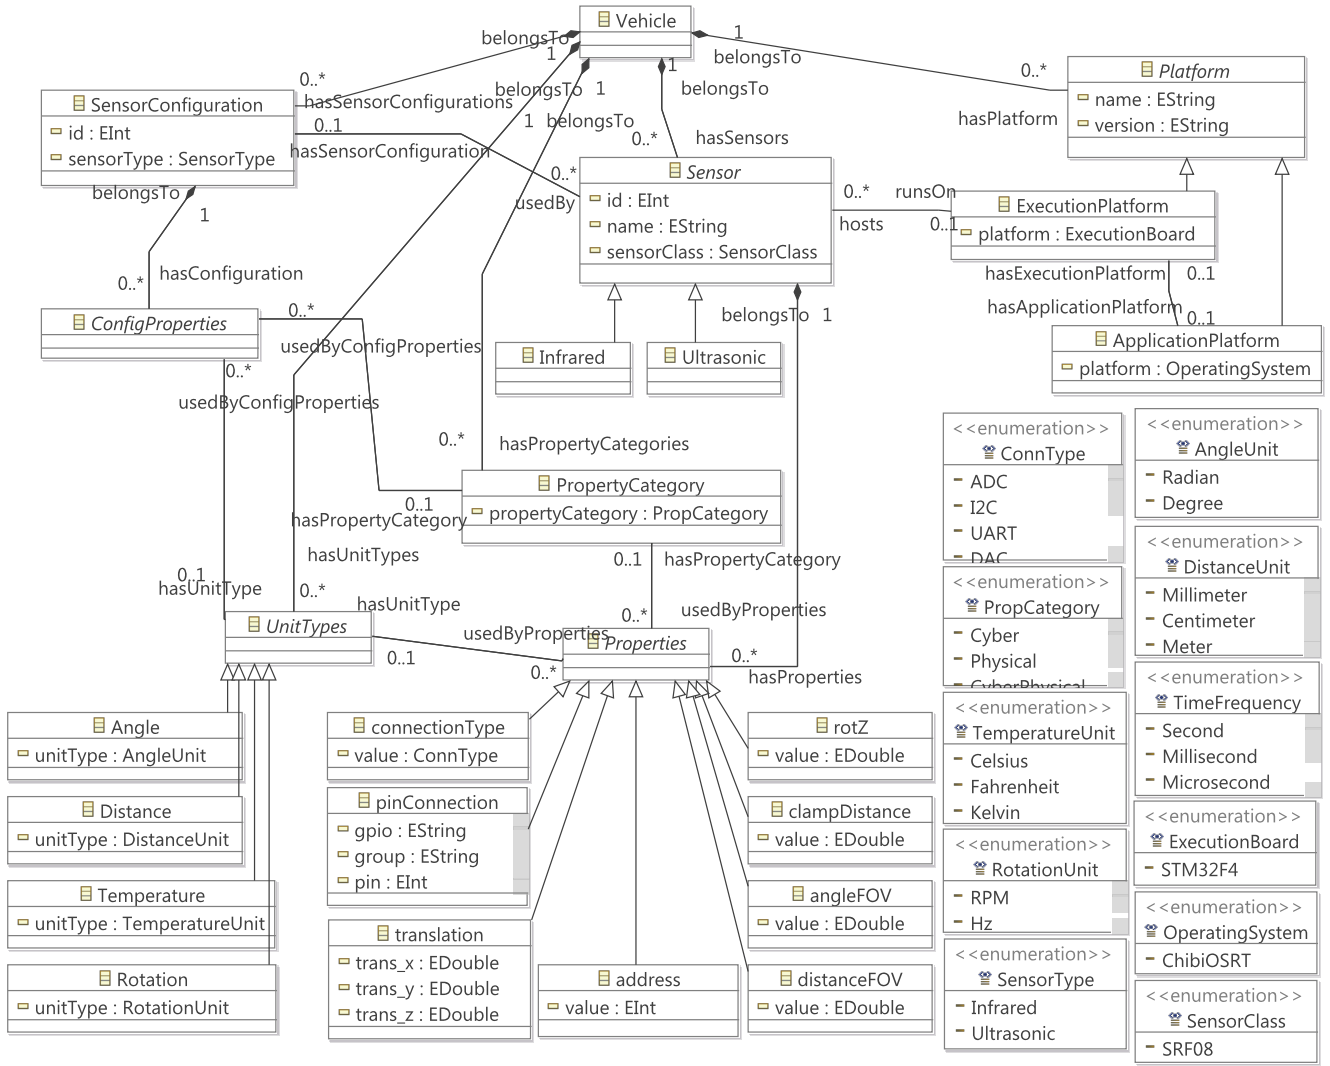 Vehicle
belongsTo
1
belongsTo
1
belongsTo
1
belongsTo
1
1
belongsTo
0..*
hasSensorConfigurations
0..1
hasSensorConfiguration
0..*
usedBy
0..*
hasSensors
0..*
hasPlatform
SensorConfiguration
id : EInt
sensorType : SensorType
belongsTo
1
0..*
hasConfiguration
Platform
name : EString
version : EString
Sensor
id : EInt
name : EString
sensorClass : SensorClass
0..*
runsOn
hosts
0..1
ExecutionPlatform
platform : ExecutionBoard
hasExecutionPlatform
0..1
hasApplicationPlatform
0..1
ApplicationPlatform
platform : OperatingSystem
ConfigProperties
0..*
usedByConfigProperties
0..*
usedByConfigProperties
Infrared
Ultrasonic
belongsTo
1
0..*
hasPropertyCategories
PropertyCategory
propertyCategory : PropCategory
0..1
hasPropertyCategory
hasUnitTypes
0..*
0..1
hasUnitType
0..1
hasPropertyCategory
0..*
usedByProperties
UnitTypes
hasUnitType
0..1
usedByProperties
0..*
Properties
0..*
hasProperties
Angle
unitType : AngleUnit
Distance
unitType : DistanceUnit
Temperature
unitType : TemperatureUnit
Rotation
unitType : RotationUnit
connectionType
value : ConnType
pinConnection
gpio : EString
group : EString
pin : EInt
translation
trans_x : EDouble
trans_y : EDouble
trans_z : EDouble
address
value : EInt
rotZ
value : EDouble
clampDistance
value : EDouble
angleFOV
value : EDouble
distanceFOV
value : EDouble
<<enumeration>>
ConnType
ADC
I2C
UART
DAC
<<enumeration>>
PropCategory
Cyber
Physical
CyberPhysical
<<enumeration>>
TemperatureUnit
Celsius
Fahrenheit
Kelvin
<<enumeration>>
RotationUnit
RPM
Hz
<<enumeration>>
SensorType
Infrared
Ultrasonic
<<enumeration>>
AngleUnit
Radian
Degree
<<enumeration>>
DistanceUnit
Millimeter
Centimeter
Meter
<<enumeration>>
TimeFrequency
Second
Millisecond
Microsecond
<<enumeration>>
ExecutionBoard
STM32F4
<<enumeration>>
OperatingSystem
ChibiOSRT
<<enumeration>>
SensorClass
SRF08